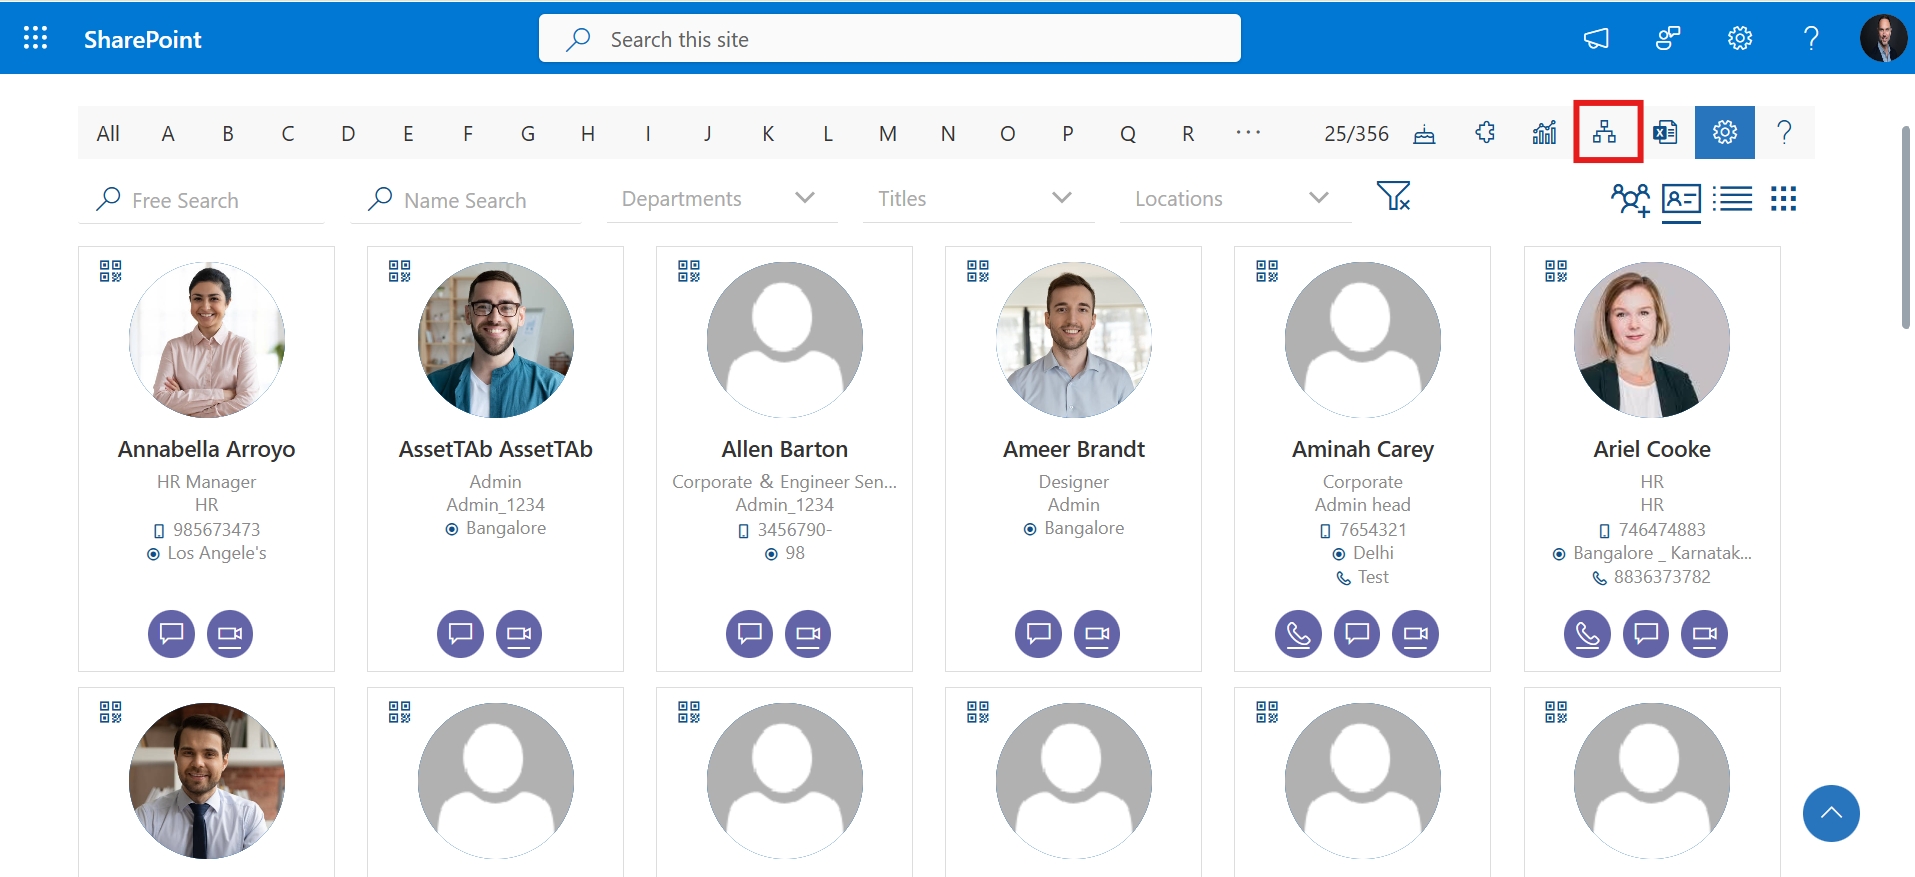 SharePoint
Search this site
All A B C D E F G H I J K L M N O P Q R ... 25/356
Free Search Name Search Departments Titles Locations
Annabella Arroyo
HR Manager
HR
985673473
Los Angele's
AssetTAb AssetTAb
Admin
Admin_1234
Bangalore
Allen Barton
Corporate & Engineer Sen...
Admin_1234
3456790-
98
Ameer Brandt
Designer
Admin
Bangalore
Aminah Carey
Corporate
Admin head
7654321
Delhi
Test
Ariel Cooke
HR
HR
746474883
Bangalore _ Karnatak...
8836373782